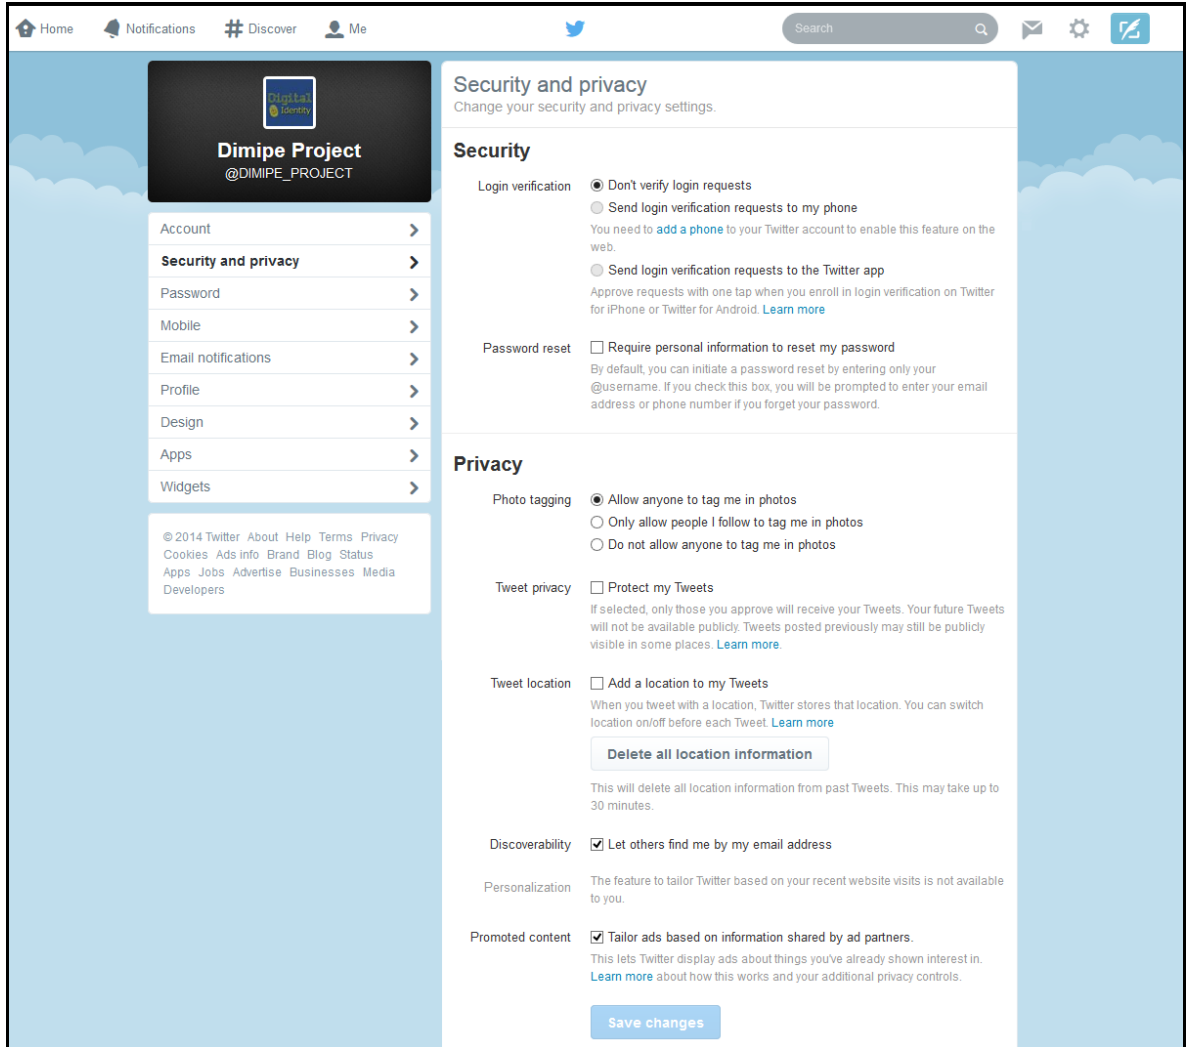 Home
Notifications
Discover
Me
Search
Digital
Identity
Dimipe Project
@DIMIPE_PROJECT
Account
Security and privacy
Password
Mobile
Email notifications
Profile
Design
Apps
Widgets
© 2014 Twitter About Help Terms Privacy
Cookies Ads info Brand Blog Status
Apps Jobs Advertise Businesses Media
Developers
Security and privacy
Change your security and privacy settings.
Security
Login verification
Don't verify login requests
Send login verification requests to my phone
You need to add a phone to your Twitter account to enable this feature on the
web.
Send login verification requests to the Twitter app
Approve requests with one tap when you enroll in login verification on Twitter
for iPhone or Twitter for Android. Learn more
Password reset
Require personal information to reset my password
By default, you can initiate a password reset by entering only your
@username. If you check this box, you will be prompted to enter your email
address or phone number if you forget your password.
Privacy
Photo tagging
Allow anyone to tag me in photos
Only allow people I follow to tag me in photos
Do not allow anyone to tag me in photos
Tweet privacy
Protect my Tweets
If selected, only those you approve will receive your Tweets. Your future Tweets
will not be available publicly. Tweets posted previously may still be publicly
visible in some places. Learn more.
Tweet location
Add a location to my Tweets
When you tweet with a location, Twitter stores that location. You can switch
location on/off before each Tweet. Learn more
Delete all location information
This will delete all location information from past Tweets. This may take up to
30 minutes.
Discoverability
Let others find me by my email address
Personalization
The feature to tailor Twitter based on your recent website visits is not available
to you.
Promoted content
Tailor ads based on information shared by ad partners.
This lets Twitter display ads about things you've already shown interest in.
Learn more about how this works and your additional privacy controls.
Save changes